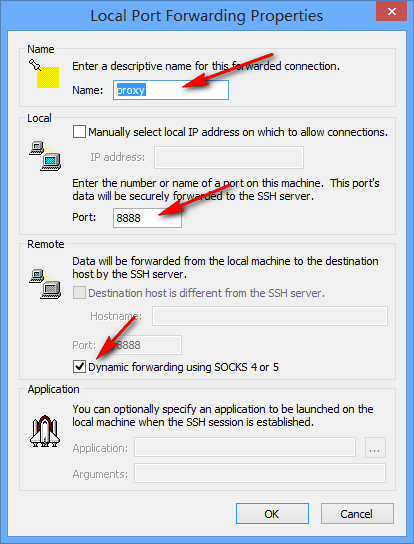 Local Port Forwarding Properties
Name
Enter a descriptive name for this forwarded connection.
Name: proxy
Local
Manually select local IP address on which to allow connections.
IP address:
Enter the number or name of a port on this machine. This port's
data will be securely forwarded to the SSH server.
Port: 8888
Remote
Data will be forwarded from the local machine to the destination
host by the SSH server.
Destination host is different from the SSH server.
Hostname:
Port: 8888
Dynamic forwarding using SOCKS 4 or 5
Application
You can optionally specify an application to be launched on the
local machine when the SSH session is established.
Application: ...
Arguments:
OK Cancel